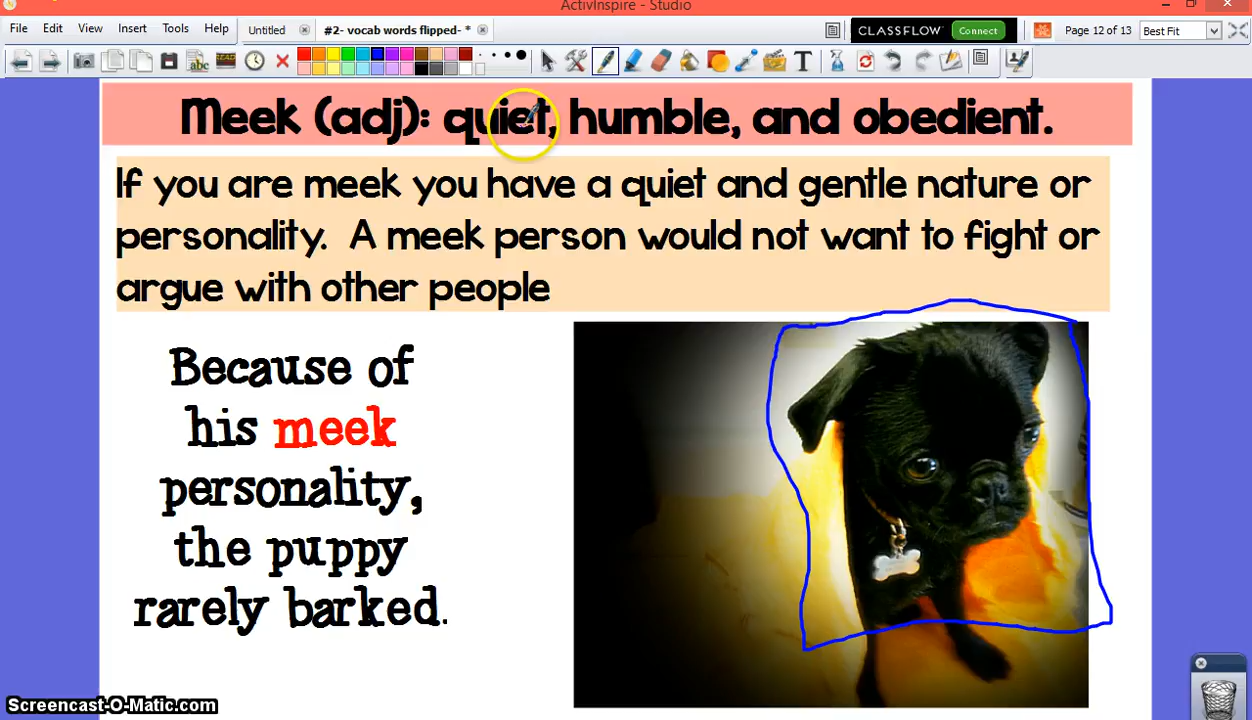 ActivInspire - Studio
File Edit View Insert Tools Help
Untitled
#2- vocab words flipped- *
CLASSFLOW Connect
Page 12 of 13
Best Fit
abc
T
Meek (adj): quiet, humble, and obedient.
If you are meek you have a quiet and gentle nature or
personality. A meek person would not want to fight or
argue with other people
Because of
his meek
personality,
the puppy
rarely barked.
Screencast-O-Matic.com